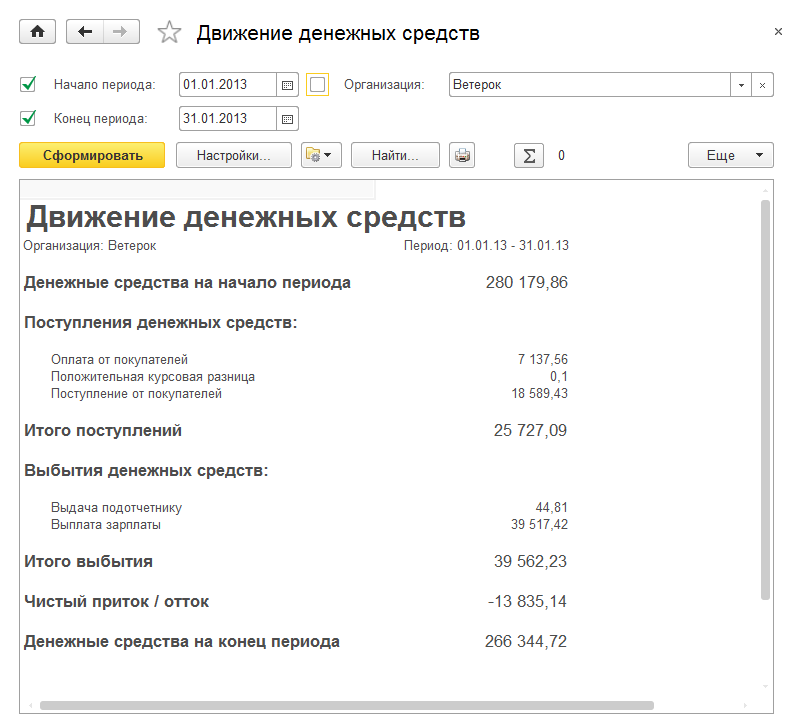 Движение денежных средств
Начало периода: 01.01.2013 Организация: Ветерок
Конец периода: 31.01.2013
Сформировать Настройки... Найти... Σ 0 Еще
Движение денежных средств
Организация: Ветерок Период: 01.01.13 - 31.01.13
Денежные средства на начало периода 280 179,86
Поступления денежных средств:
Оплата от покупателей 7 137,56
Положительная курсовая разница 0,1
Поступление от покупателей 18 589,43
Итого поступлений 25 727,09
Выбытия денежных средств:
Выдача подотчетнику 44,81
Выплата зарплаты 39 517,42
Итого выбытия 39 562,23
Чистый приток / отток -13 835,14
Денежные средства на конец периода 266 344,72